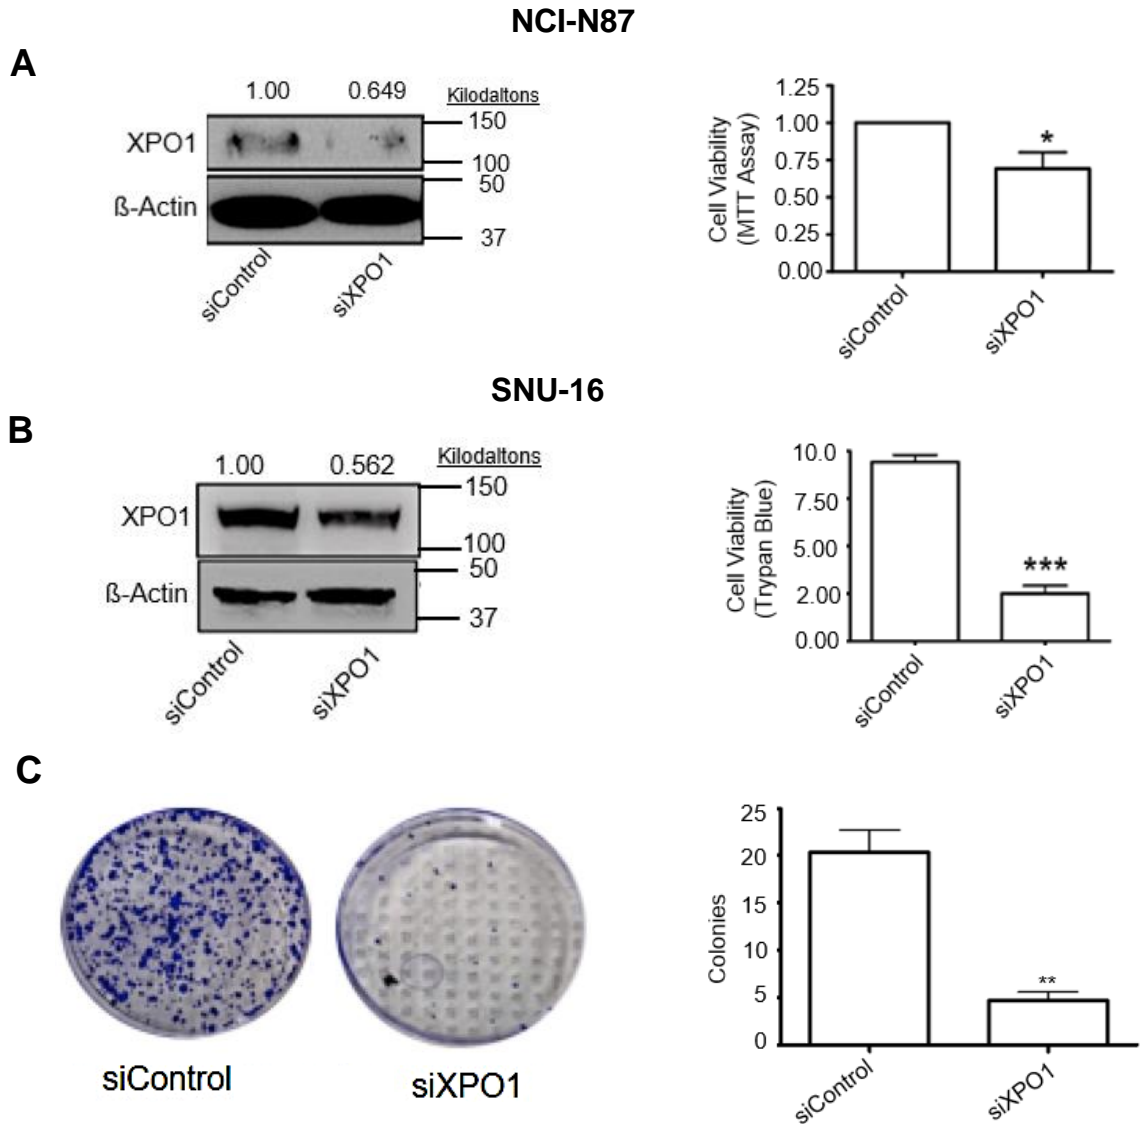 NCI-N87
A
1.00 0.649 Kilodaltons
XPO1
150
100
ß-Actin
50
37
siControl siXPO1
Cell Viability
(MTT Assay)
1.25
1.00
0.75
0.50
0.25
0.00
*
siControl siXPO1
SNU-16
B
1.00 0.562 Kilodaltons
XPO1
150
100
ß-Actin
50
37
siControl siXPO1
Cell Viability
(Trypan Blue)
10.0
7.50
5.00
2.00
0.00
***
siControl siXPO1
C
siControl siXPO1
Colonies
25
20
10
5
0
**
siControl siXPO1